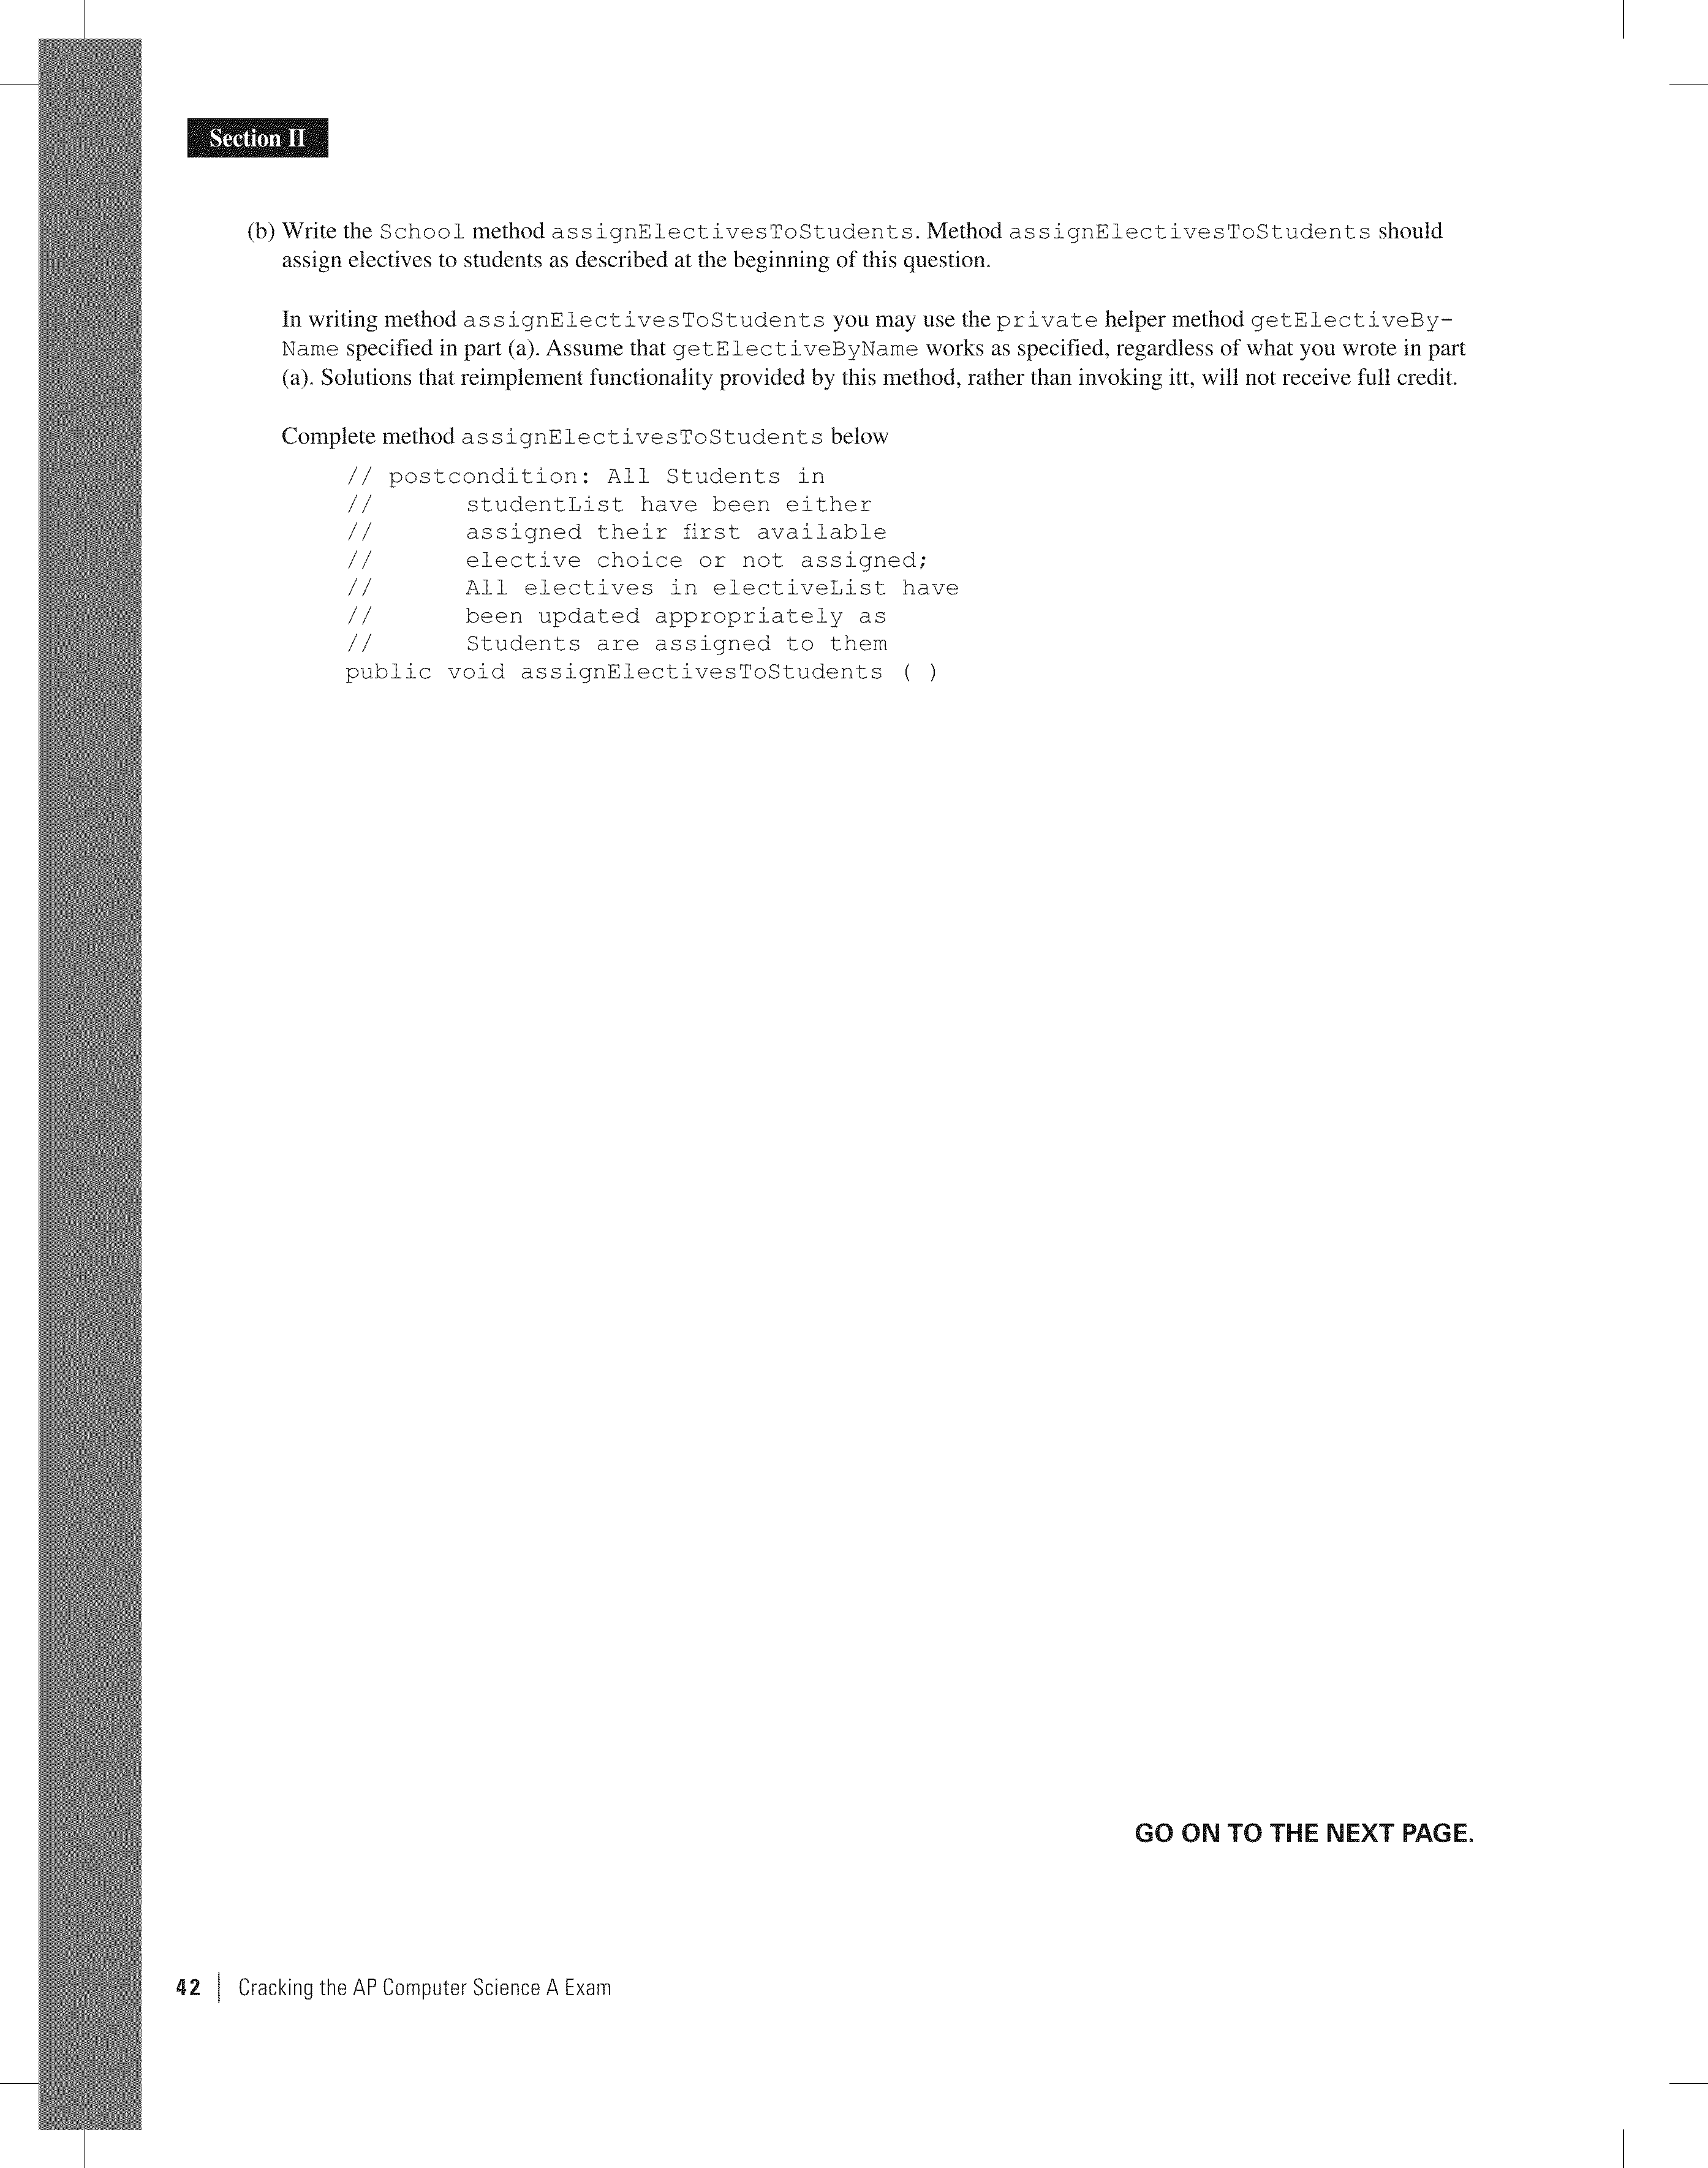 Section II
(b) Write the School method assignElectivesToStudents. Method assignElectivesToStudents should
assign electives to students as described at the beginning of this question.
In writing method assignElectivesToStudents you may use the private helper method getElectiveBy-
Name specified in part (a). Assume that getElectiveByName works as specified, regardless of what you wrote in part
(a). Solutions that reimplement functionality provided by this method, rather than invoking itt, will not receive full credit.
Complete method assignElectivesToStudents below
// postcondition: All Students in
// studentList have been either
// assigned their first available
// elective choice or not assigned;
// All electives in electiveList have
// been updated appropriately as
// Students are assigned to them
public void assignElectivesToStudents ( )
GO ON TO THE NEXT PAGE.
42 | Cracking the AP Computer Science A Exam